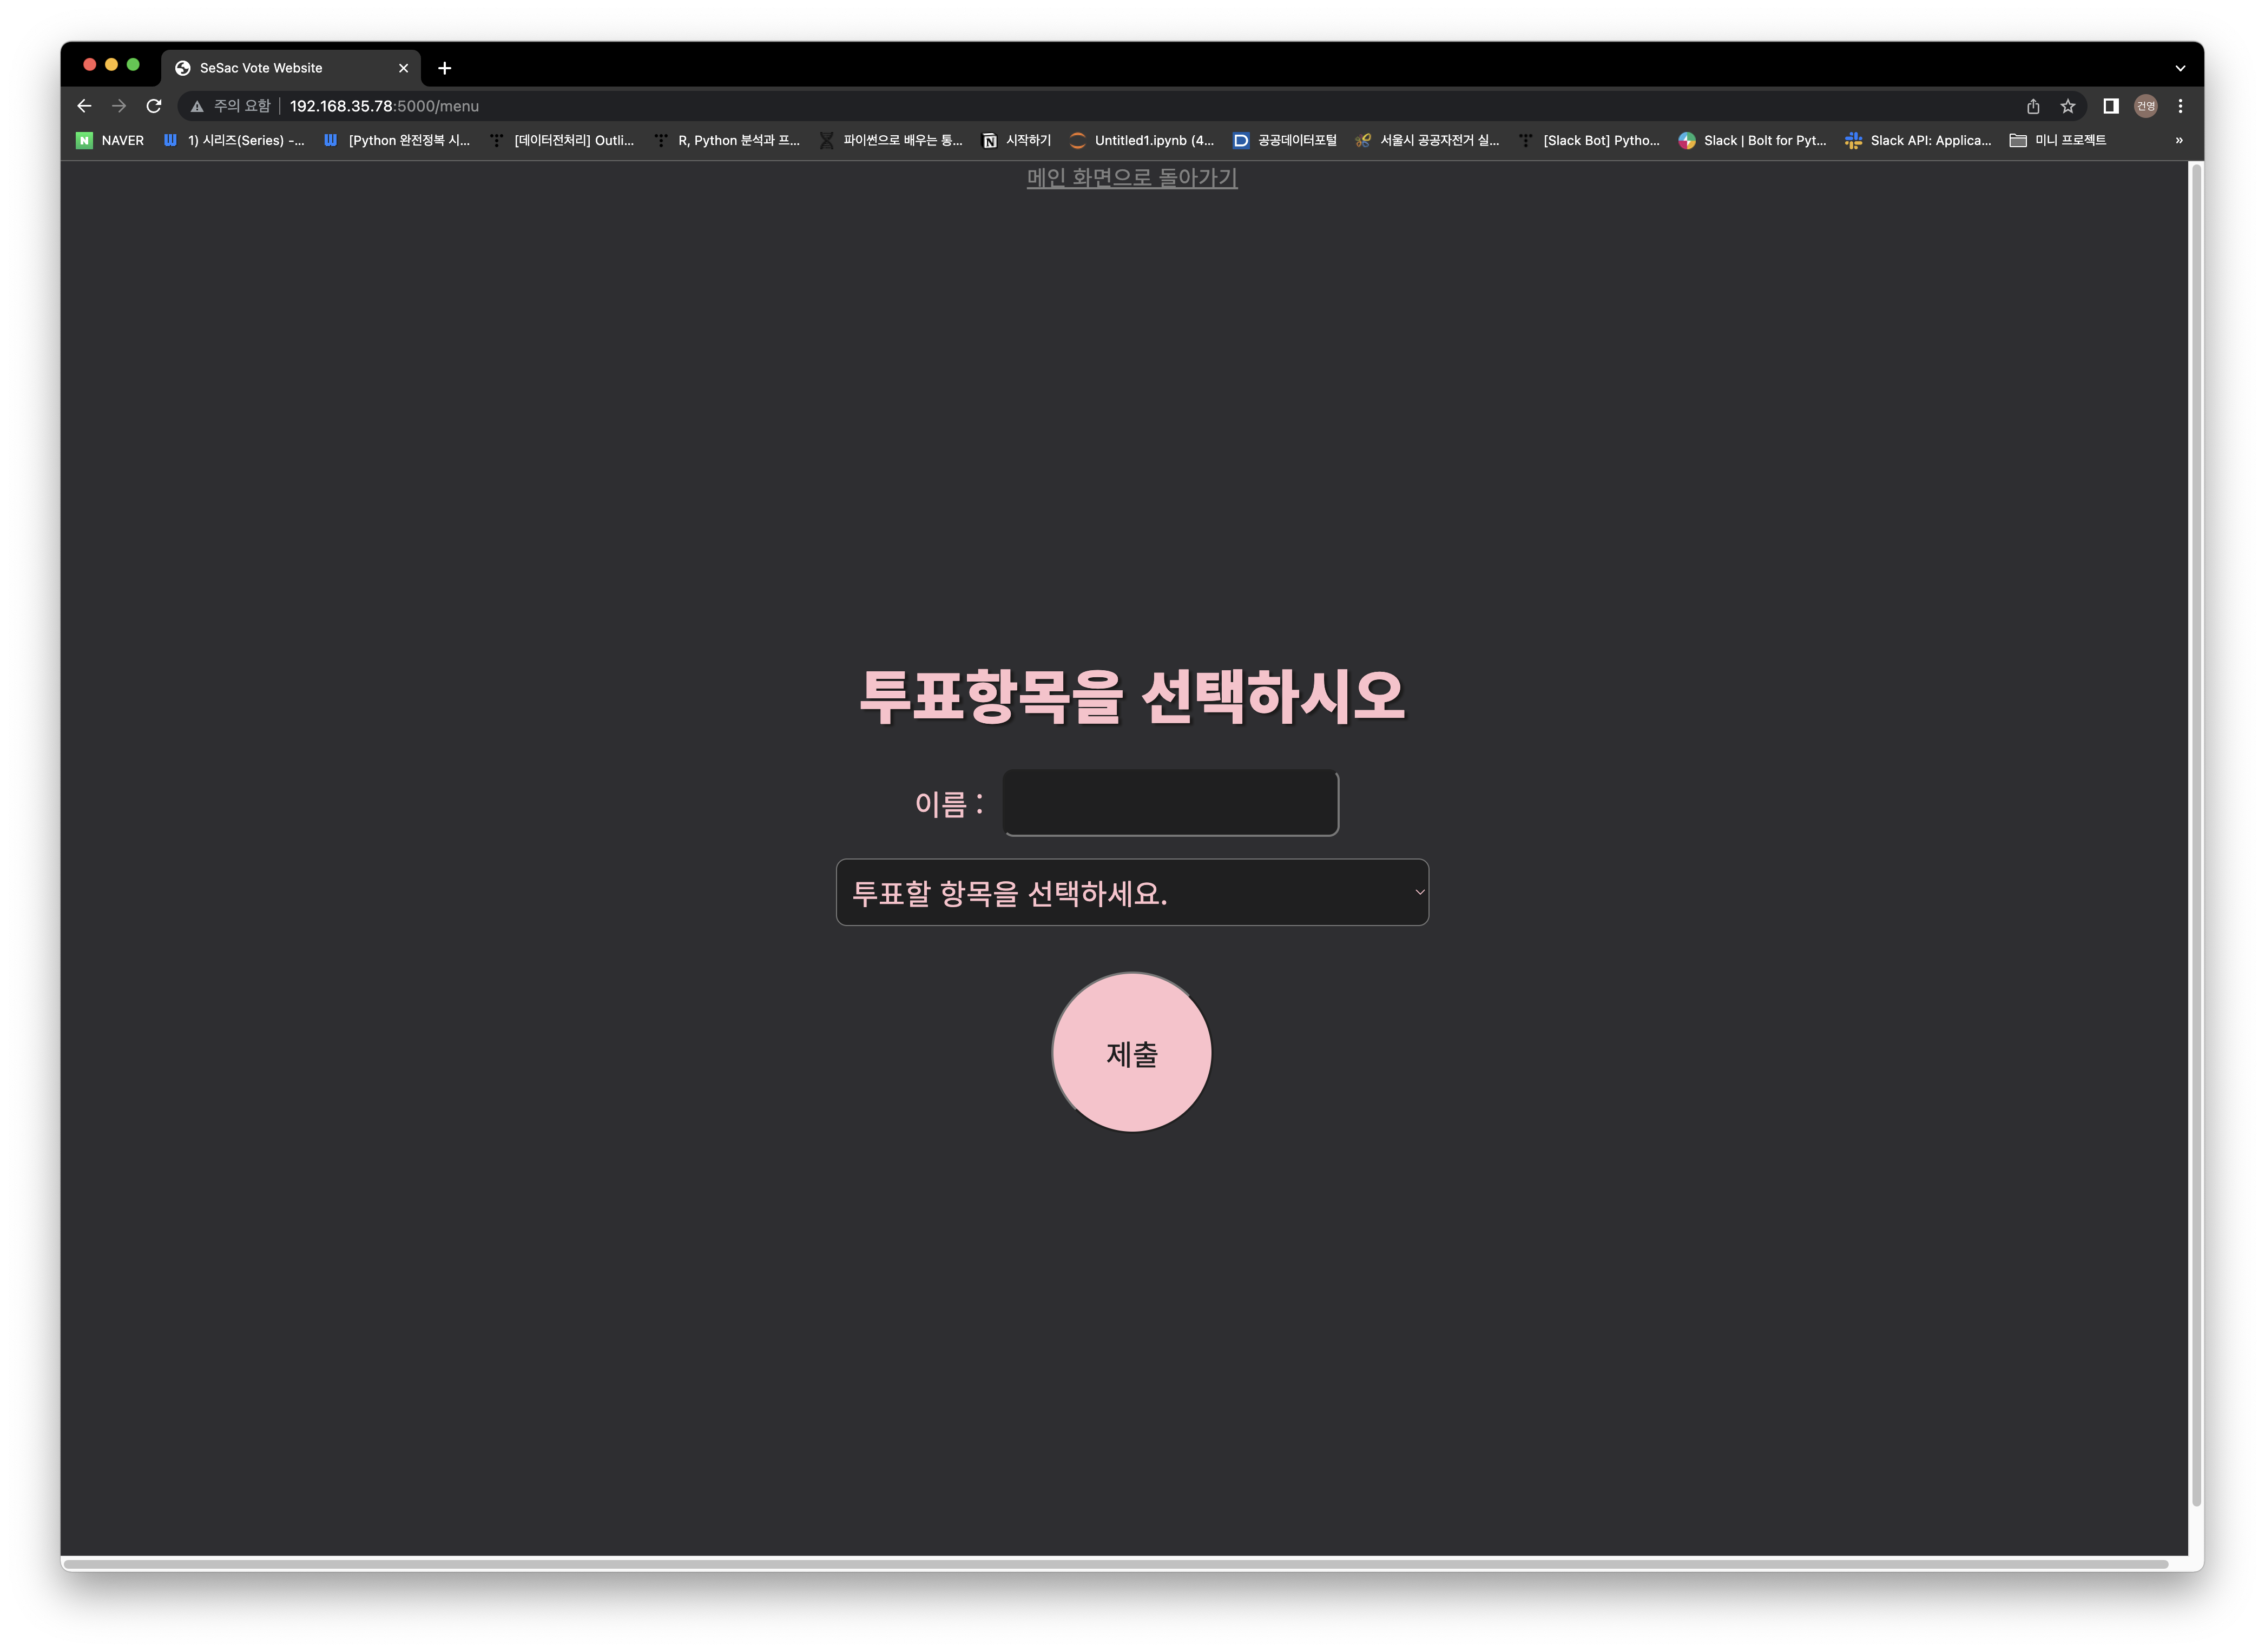 SeSac Vote Website
주의 요함 192.168.35.78:5000/menu 건영
NAVER 1) 시리즈(Series) -... [Python 완전정복 시... [데이터전처리] Outli... R, Python 분석과 프... 파이썬으로 배우는 통... 시작하기 Untitled1.ipynb (4... 공공데이터포털 서울시 공공자전거 실... [Slack Bot] Pytho... Slack | Bolt for Pyt... Slack API: Applica... 미니 프로젝트 »
메인 화면으로 돌아가기
투표항목을 선택하시오
이름 :
투표할 항목을 선택하세요.
제출